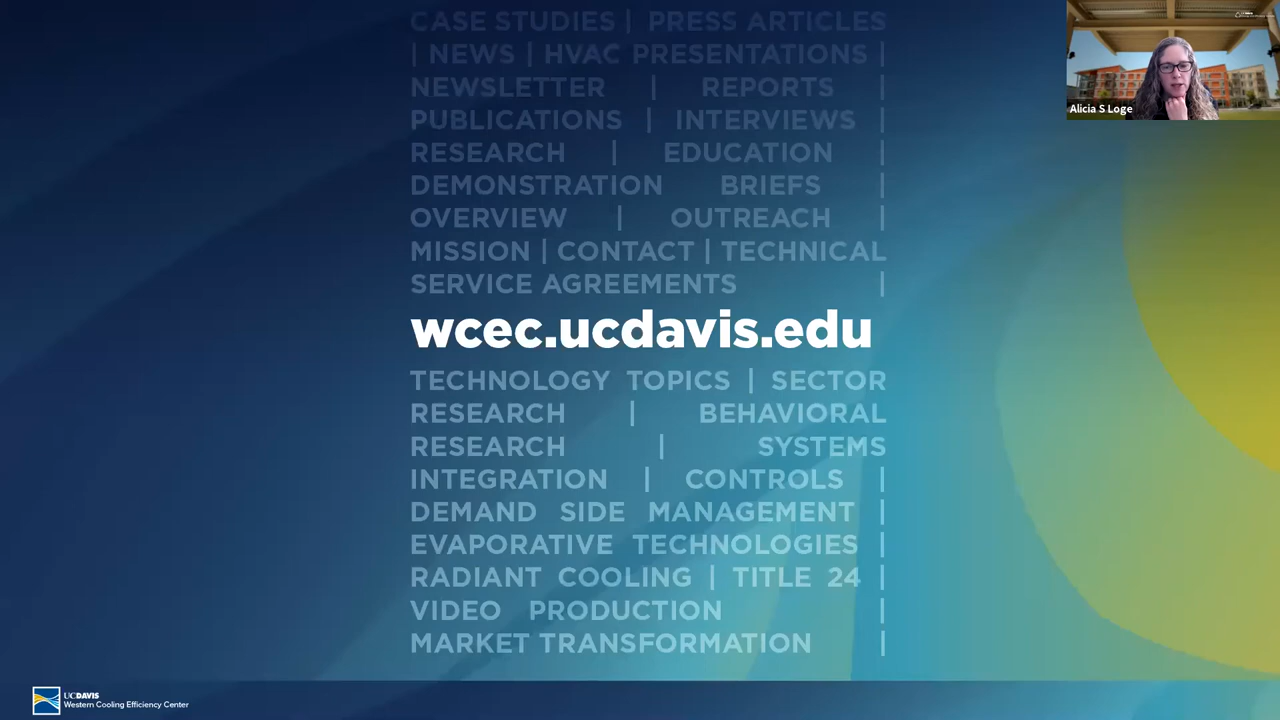 CASE STUDIES | PRESS ARTICLES
| NEWS | HVAC PRESENTATIONS |
NEWSLETTER | REPORTS |
PUBLICATIONS | INTERVIEWS |
RESEARCH | EDUCATION |
DEMONSTRATION BRIEFS
OVERVIEW | OUTREACH |
MISSION | CONTACT | TECHNICAL
SERVICE AGREEMENTS |
wcec.ucdavis.edu
TECHNOLOGY TOPICS | SECTOR
RESEARCH | BEHAVIORAL
RESEARCH | SYSTEMS
INTEGRATION | CONTROLS |
DEMAND SIDE MANAGEMENT |
EVAPORATIVE TECHNOLOGIES |
RADIANT COOLING | TITLE 24 |
VIDEO PRODUCTION |
MARKET TRANSFORMATION |
Alicia S Loge
UCDAVIS
Western Cooling Efficiency Center